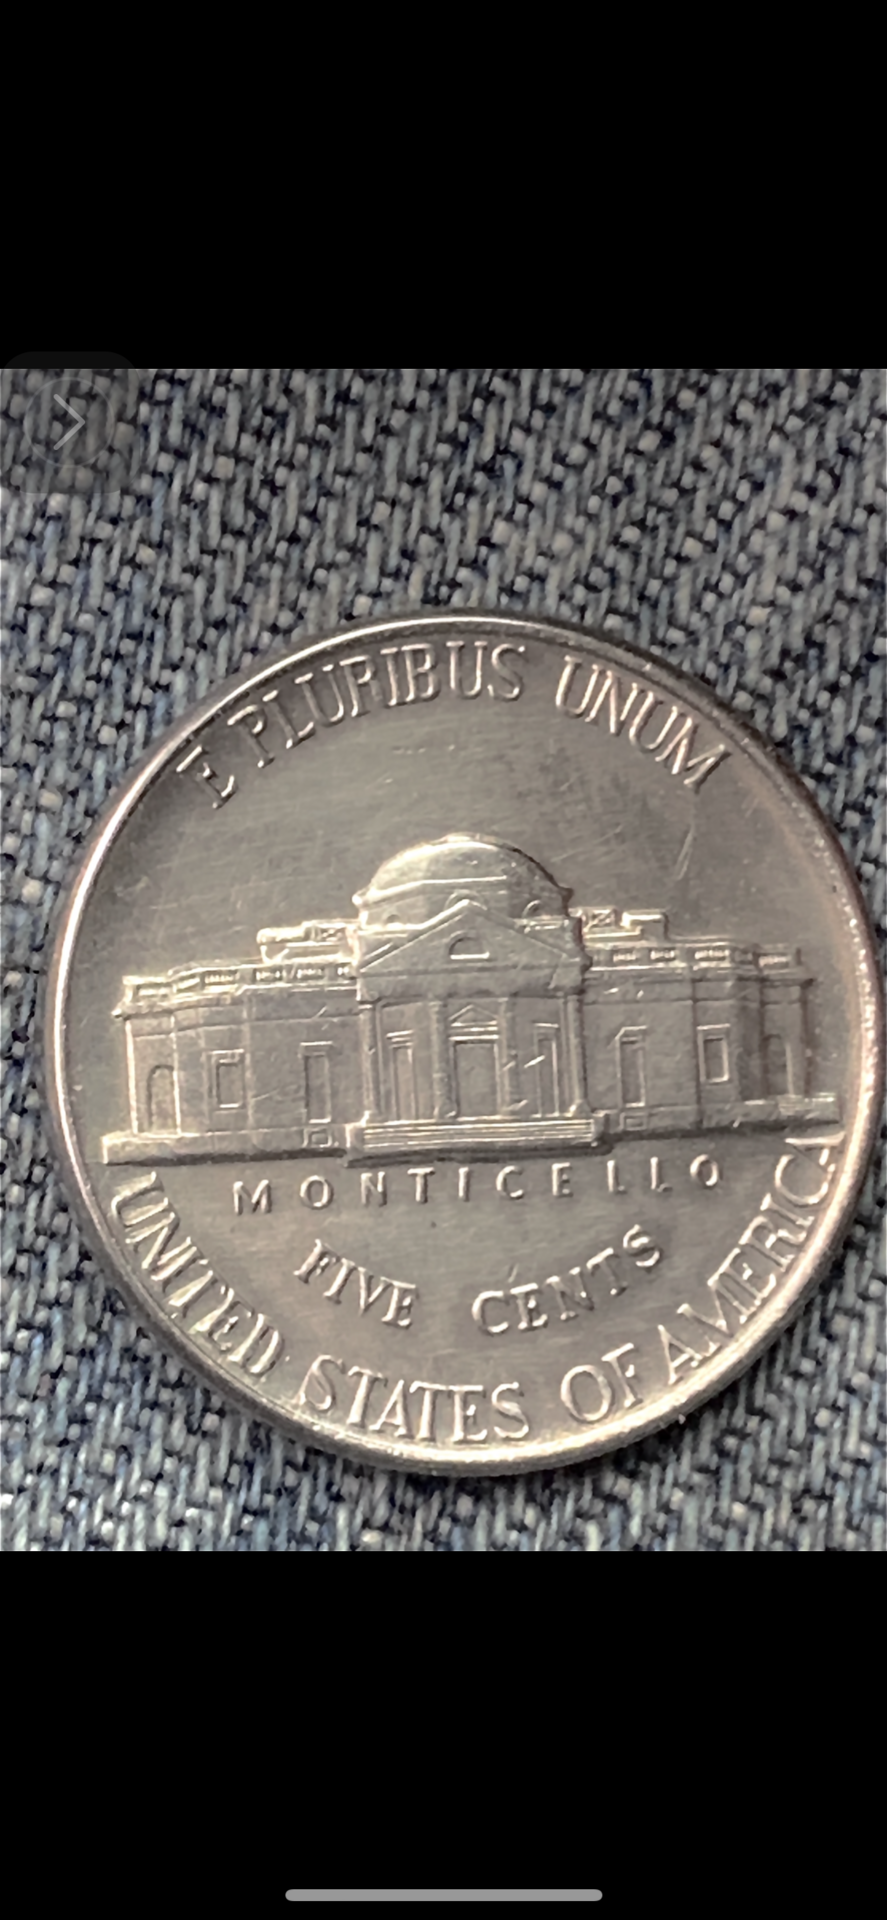 E PLURIBUS UNUM
MONTICELLO
FIVE CENTS
UNITED STATES OF AMERICA